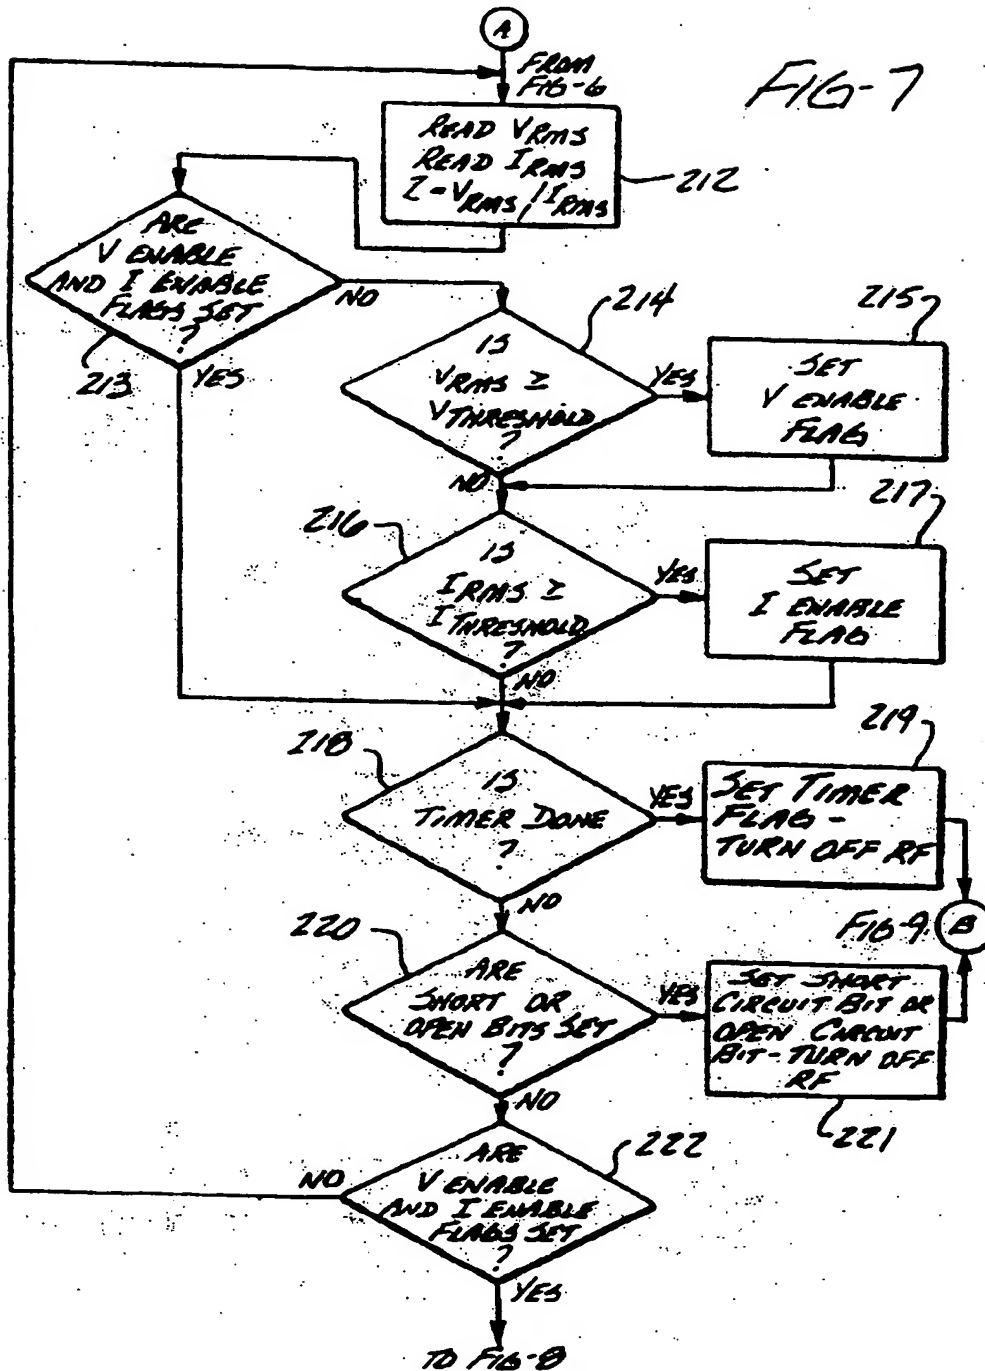 A
FROM
FIG-6
FIG-7
READ VRMS
READ IRMS
Z=VRMS/IRMS
212
ARE
V ENABLE
AND I ENABLE
FLAGS SET
?
NO
YES
213
214
IS
VRMS ≥
VTHRESHOLD
?
YES
NO
215
SET
V ENABLE
FLAG
216
IS
IRMS ≥
ITHRESHOLD
?
YES
NO
217
SET
I ENABLE
FLAG
218
IS
TIMER DONE
?
YES
NO
219
SET TIMER
FLAG -
TURN OFF RF
FIG-9
B
220
ARE
SHORT OR
OPEN BITS SET
?
YES
NO
SET SHORT
CIRCUIT BIT OR
OPEN CIRCUIT
BIT-TURN OFF
RF
221
222
ARE
V ENABLE
AND I ENABLE
FLAGS SET
?
NO
YES
TO FIG-8